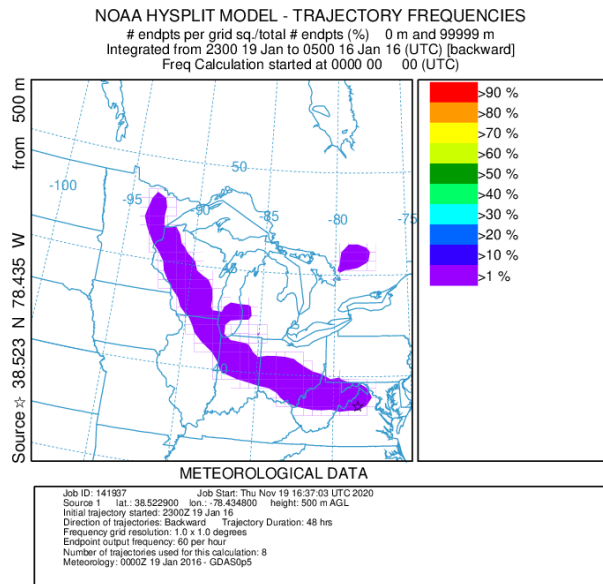 NOAA HYSPLIT MODEL - TRAJECTORY FREQUENCIES
# endpts per grid sq./total # endpts (%) 0 m and 99999 m
Integrated from 2300 19 Jan to 0500 16 Jan 16 (UTC) [backward]
Freq Calculation started at 0000 00 00 (UTC)
Source ☆ 38.523 N 78.435 W from 500 m
-100
-95
-90
-85
-80
-75
50
45
40
>90 %
>80 %
>70 %
>60 %
>50 %
>40 %
>30 %
>20 %
>10 %
>1 %
METEOROLOGICAL DATA
Job ID: 141937 Job Start: Thu Nov 19 16:37:03 UTC 2020
Source 1 lat.: 38.522900 lon.: -78.434800 height: 500 m AGL
Initial trajectory started: 2300Z 19 Jan 16
Direction of trajectories: Backward Trajectory Duration: 48 hrs
Frequency grid resolution: 1.0 x 1.0 degrees
Endpoint output frequency: 60 per hour
Number of trajectories used for this calculation: 8
Meteorology: 0000Z 19 Jan 2016 - GDAS0p5